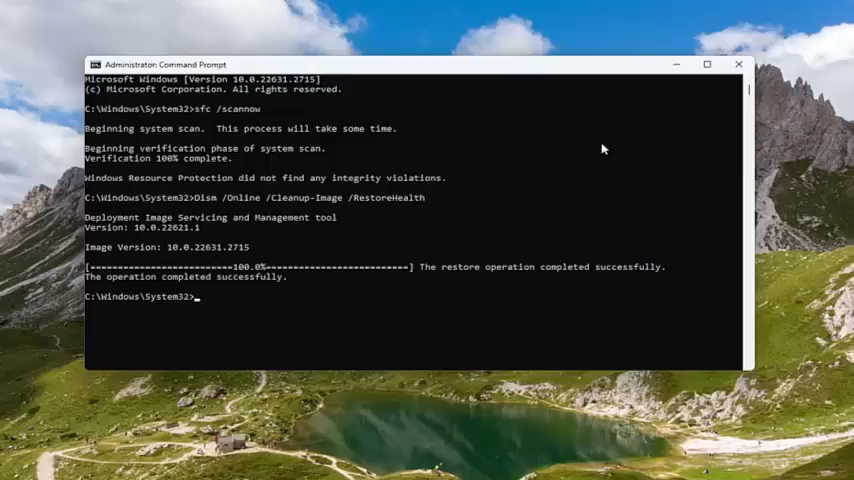 Administrator: Command Prompt
Microsoft Windows [Version 10.0.22631.2715]
(c) Microsoft Corporation. All rights reserved.
C:\Windows\System32>sfc /scannow
Beginning system scan.  This process will take some time.
Beginning verification phase of system scan.
Verification 100% complete.
Windows Resource Protection did not find any integrity violations.
C:\Windows\System32>Dism /Online /Cleanup-Image /RestoreHealth
Deployment Image Servicing and Management tool
Version: 10.0.22621.1
Image Version: 10.0.22631.2715
[==========================100.0%==========================] The restore operation completed successfully.
The operation completed successfully.
C:\Windows\System32>_